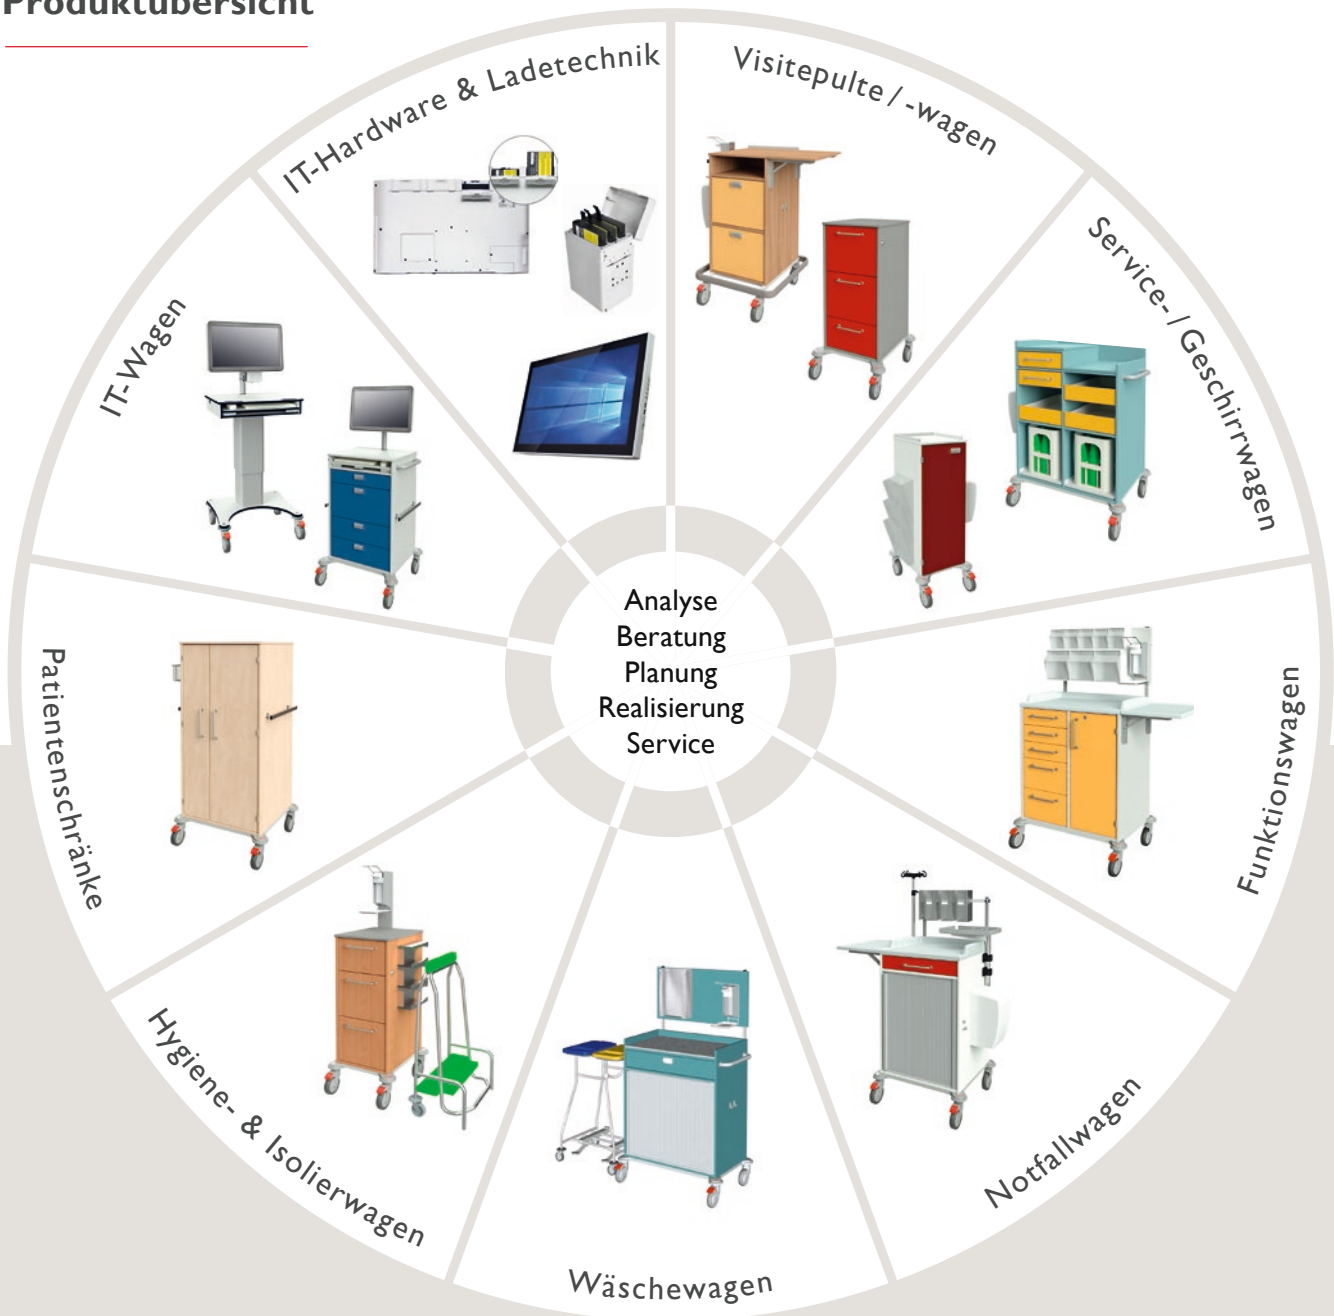 Produktübersicht
IT-Hardware & Ladetechnik
Visitepulte / -wagen
Service- / Geschirrwagen
IT-Wagen
Analyse
Beratung
Planung
Realisierung
Service
Patientenschränke
Funktionswagen
Hygiene- & Isolierwagen
Notfallwagen
Wäschewagen